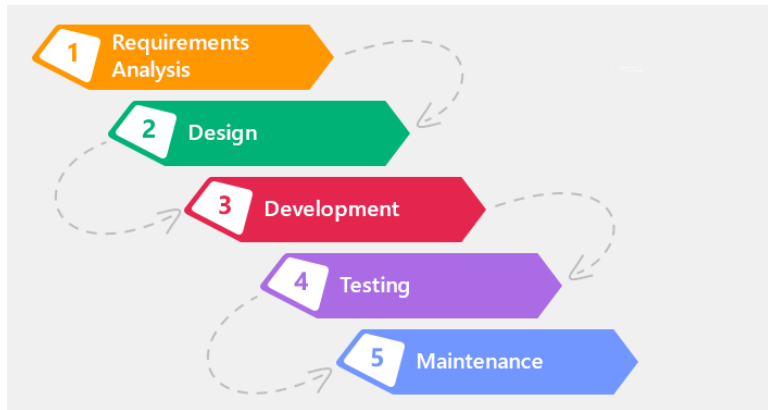 1
Requirements
Analysis
2
Design
3
Development
4
Testing
5
Maintenance